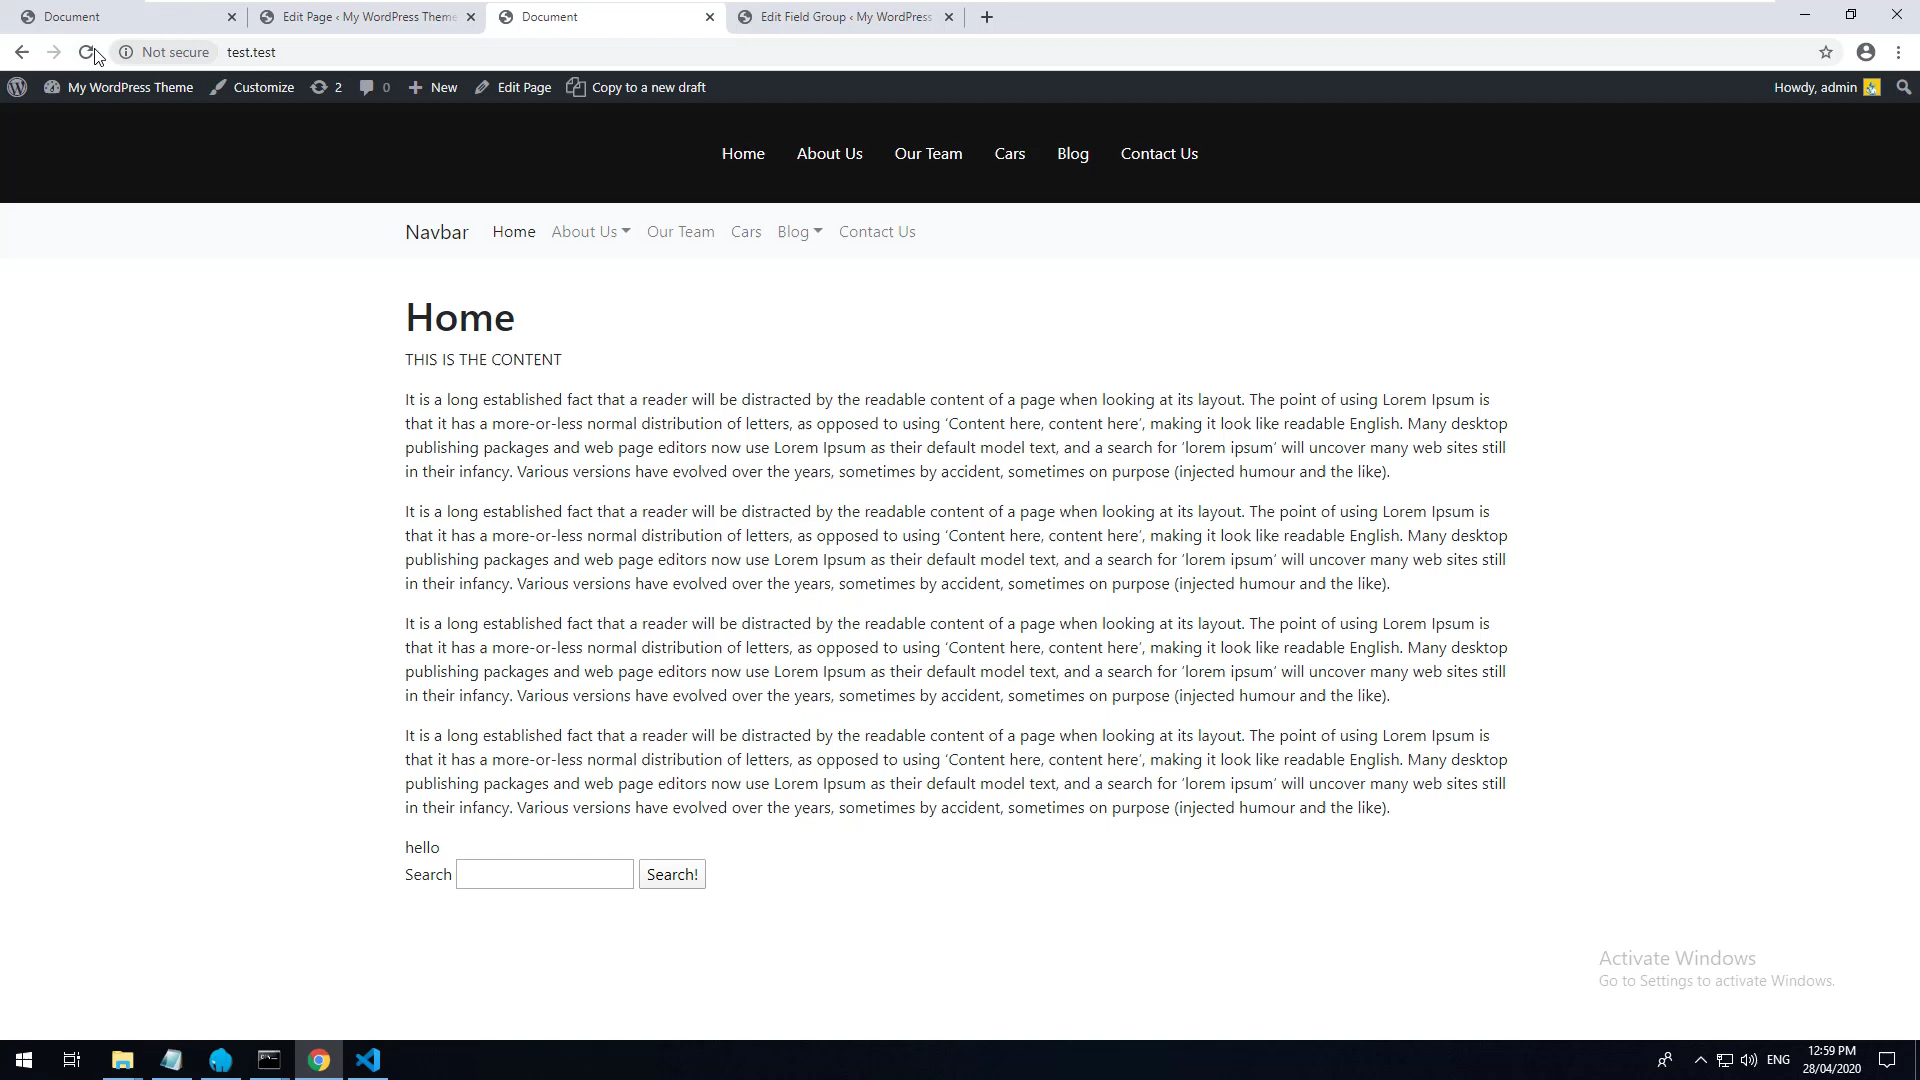 Document
Edit Page ‹ My WordPress Theme
Document
Edit Field Group ‹ My WordPress
Not secure
test.test
My WordPress Theme
Customize
2
0
New
Edit Page
Copy to a new draft
Howdy, admin
Home
About Us
Our Team
Cars
Blog
Contact Us
Navbar
Home
About Us
Our Team
Cars
Blog
Contact Us
Home
THIS IS THE CONTENT
It is a long established fact that a reader will be distracted by the readable content of a page when looking at its layout. The point of using Lorem Ipsum is
that it has a more-or-less normal distribution of letters, as opposed to using ‘Content here, content here’, making it look like readable English. Many desktop
publishing packages and web page editors now use Lorem Ipsum as their default model text, and a search for ‘lorem ipsum’ will uncover many web sites still
in their infancy. Various versions have evolved over the years, sometimes by accident, sometimes on purpose (injected humour and the like).
It is a long established fact that a reader will be distracted by the readable content of a page when looking at its layout. The point of using Lorem Ipsum is
that it has a more-or-less normal distribution of letters, as opposed to using ‘Content here, content here’, making it look like readable English. Many desktop
publishing packages and web page editors now use Lorem Ipsum as their default model text, and a search for ‘lorem ipsum’ will uncover many web sites still
in their infancy. Various versions have evolved over the years, sometimes by accident, sometimes on purpose (injected humour and the like).
It is a long established fact that a reader will be distracted by the readable content of a page when looking at its layout. The point of using Lorem Ipsum is
that it has a more-or-less normal distribution of letters, as opposed to using ‘Content here, content here’, making it look like readable English. Many desktop
publishing packages and web page editors now use Lorem Ipsum as their default model text, and a search for ‘lorem ipsum’ will uncover many web sites still
in their infancy. Various versions have evolved over the years, sometimes by accident, sometimes on purpose (injected humour and the like).
It is a long established fact that a reader will be distracted by the readable content of a page when looking at its layout. The point of using Lorem Ipsum is
that it has a more-or-less normal distribution of letters, as opposed to using ‘Content here, content here’, making it look like readable English. Many desktop
publishing packages and web page editors now use Lorem Ipsum as their default model text, and a search for ‘lorem ipsum’ will uncover many web sites still
in their infancy. Various versions have evolved over the years, sometimes by accident, sometimes on purpose (injected humour and the like).
hello
Search
Search!
Activate Windows
Go to Settings to activate Windows.
ENG
12:59 PM
28/04/2020